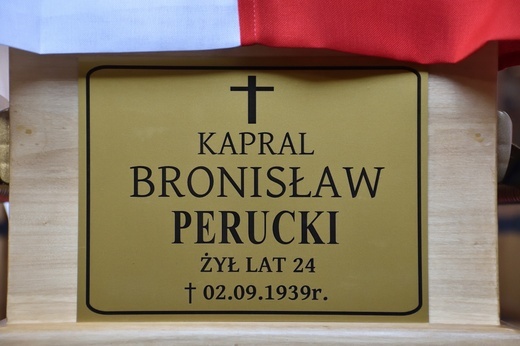 KAPRAL
BRONISŁAW
PERUCKI
ŻYŁ LAT 24
† 02.09.1939r.